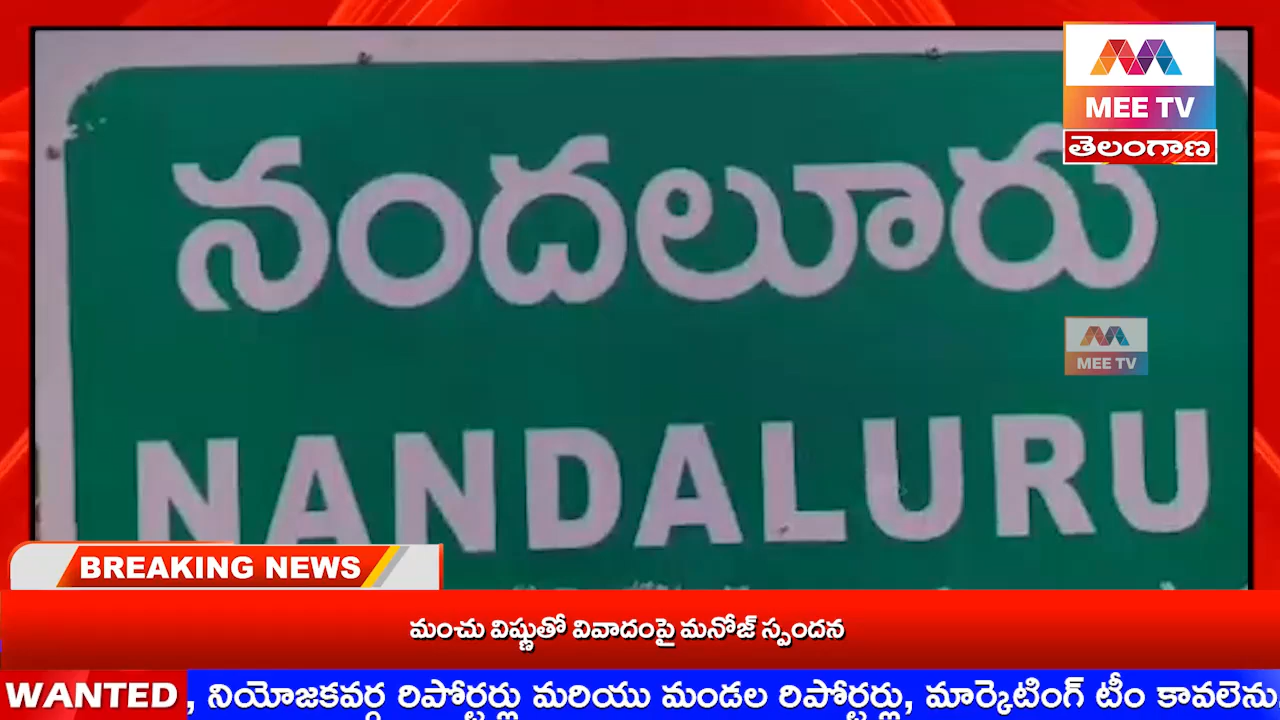 MEE TV
తెలంగాణ
నందలూరు
MEE TV
NANDALURU
BREAKING NEWS
మంచు విష్ణుతో వివాదంపై మనోజ్ స్పందన
WANTED , నియోజకవర్గ రిపోర్టర్లు మరియు మండల రిపోర్టర్లు, మార్కెటింగ్ టీం కావలెను